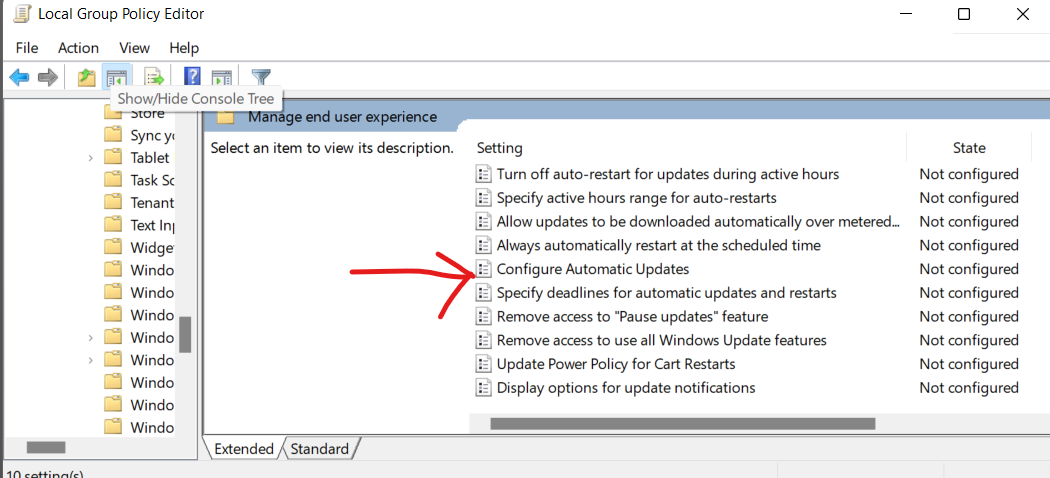 Local Group Policy Editor
File Action View Help
Show/Hide Console Tree
Store
Sync yo
Tablet
Task Sc
Tenant
Text Inp
Widge
Windo
Windo
Windo
Windo
Windo
Windo
Windo
Windo
Manage end user experience
Select an item to view its description.
Setting State
Turn off auto-restart for updates during active hours Not configured
Specify active hours range for auto-restarts Not configured
Allow updates to be downloaded automatically over metered... Not configured
Always automatically restart at the scheduled time Not configured
Configure Automatic Updates Not configured
Specify deadlines for automatic updates and restarts Not configured
Remove access to "Pause updates" feature Not configured
Remove access to use all Windows Update features Not configured
Update Power Policy for Cart Restarts Not configured
Display options for update notifications Not configured
Extended Standard
10 setting(s)